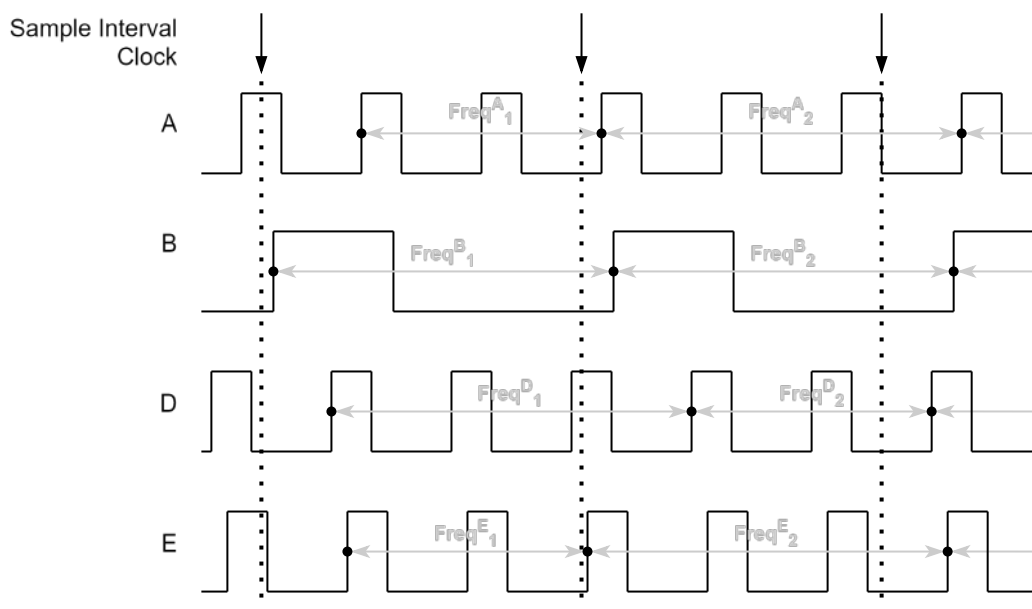 Sample Interval
Clock
A
Freq^A_1
Freq^A_2
B
Freq^B_1
Freq^B_2
D
Freq^D_1
Freq^D_2
E
Freq^E_1
Freq^E_2